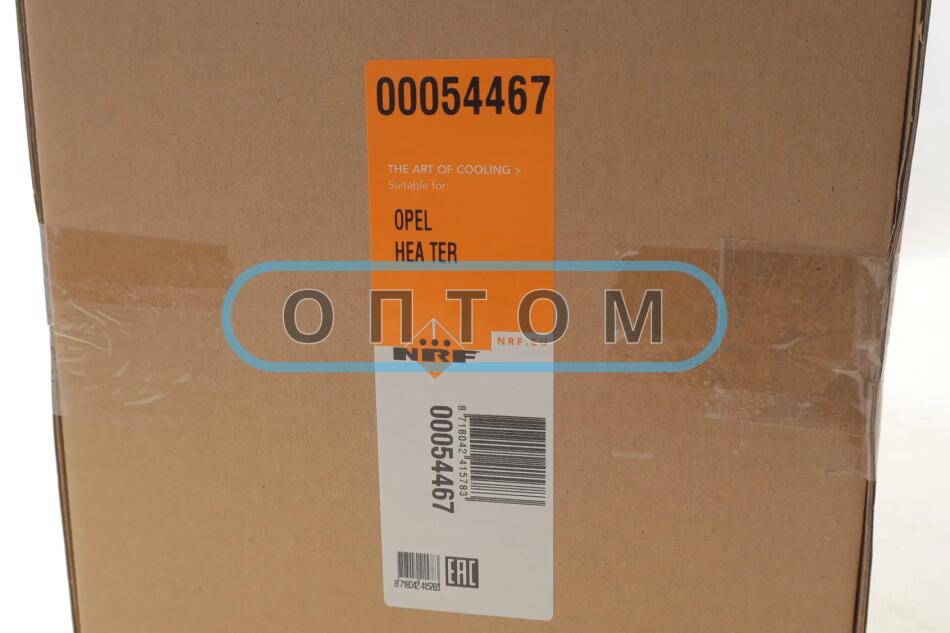 00054467
THE ART OF COOLING >
Suitable for:
OPEL
HEA TER
ОПТОМ
NRF.EU
NRF
00054467
8 718042 415783
8 718042 415783
EAC